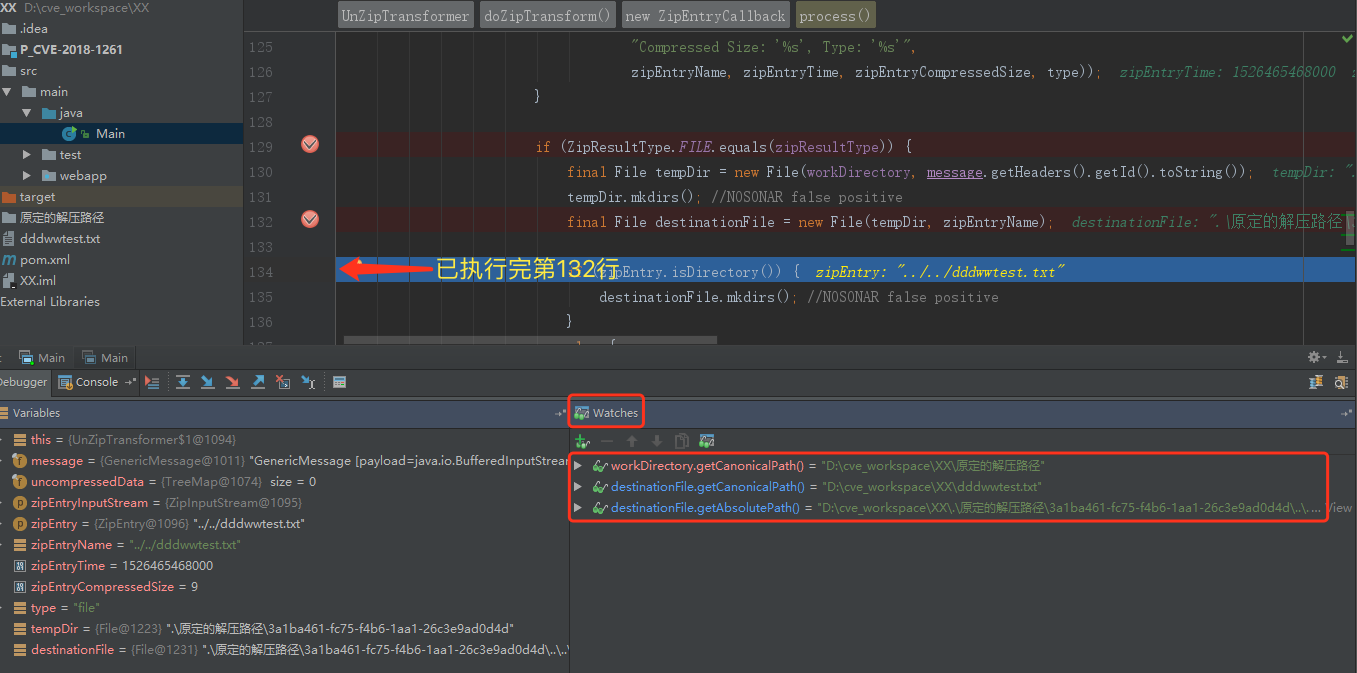 XX D:\cve_workspace\XX
.idea
P_CVE-2018-1261
src
main
java
Main
test
webapp
target
原定的解压路径
dddwwtest.txt
pom.xml
XX.iml
External Libraries
UnZipTransformer doZipTransform() new ZipEntryCallback process()
125 "Compressed Size: '%s', Type: '%s'",
126 zipEntryName, zipEntryTime, zipEntryCompressedSize, type)); zipEntryTime: 1526465468000
127 }
128
129 if (ZipResultType.FILE.equals(zipResultType)) {
130 final File tempDir = new File(workDirectory, message.getHeaders().getId().toString()); tempDir: ".
131 tempDir.mkdirs(); //NOSONAR false positive
132 final File destinationFile = new File(tempDir, zipEntryName); destinationFile: ".\原定的解压路径\
133
134 已执行完第132行 zipEntry.isDirectory()) { zipEntry: "../../dddwwtest.txt"
135 destinationFile.mkdirs(); //NOSONAR false positive
136 }
Main Main
Debugger Console
Variables
this = {UnZipTransformer$1@1094}
message = {GenericMessage@1011} "GenericMessage [payload=java.io.BufferedInputStream
uncompressedData = {TreeMap@1074} size = 0
zipEntryInputStream = {ZipInputStream@1095}
zipEntry = {ZipEntry@1096} "../../dddwwtest.txt"
zipEntryName = "../../dddwwtest.txt"
zipEntryTime = 1526465468000
zipEntryCompressedSize = 9
type = "file"
tempDir = {File@1223} ".\原定的解压路径\3a1ba461-fc75-f4b6-1aa1-26c3e9ad0d4d"
destinationFile = {File@1231} ".\原定的解压路径\3a1ba461-fc75-f4b6-1aa1-26c3e9ad0d4d\..\..\
Watches
workDirectory.getCanonicalPath() = "D:\cve_workspace\XX\原定的解压路径"
destinationFile.getCanonicalPath() = "D:\cve_workspace\XX\dddwwtest.txt"
destinationFile.getAbsolutePath() = "D:\cve_workspace\XX\.\原定的解压路径\3a1ba461-fc75-f4b6-1aa1-26c3e9ad0d4d\..\.... View